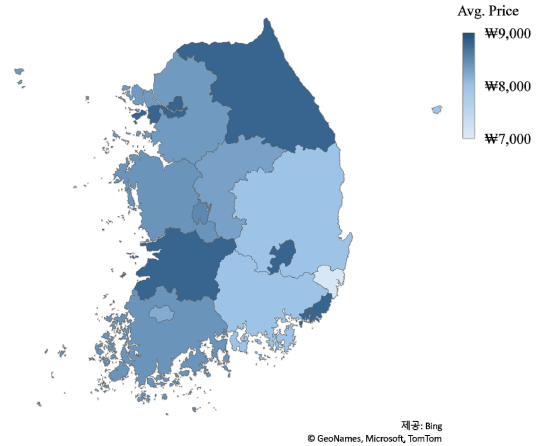 Avg. Price
₩9,000
₩8,000
₩7,000
제공: Bing
© GeoNames, Microsoft, TomTom